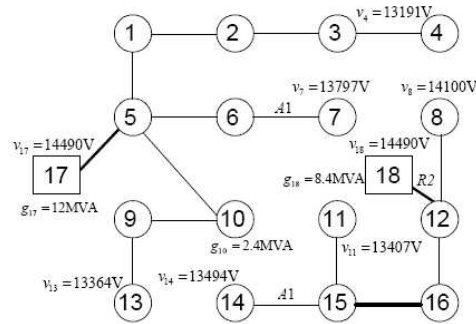 v₄ =13191V
1 2 3 4
v₇ =13797V v₈ =14100V
5 6 A1 7 8
v₁₇ =14490V v₁₈ =14490V
17 18 R2
g₁₇ =12MVA g₁₈ =8.4MVA
9 10 11 12
g₁₀ =2.4MVA v₁₁ =13407V
v₁₃ =13364V v₁₄ =13494V
13 14 A1 15 16